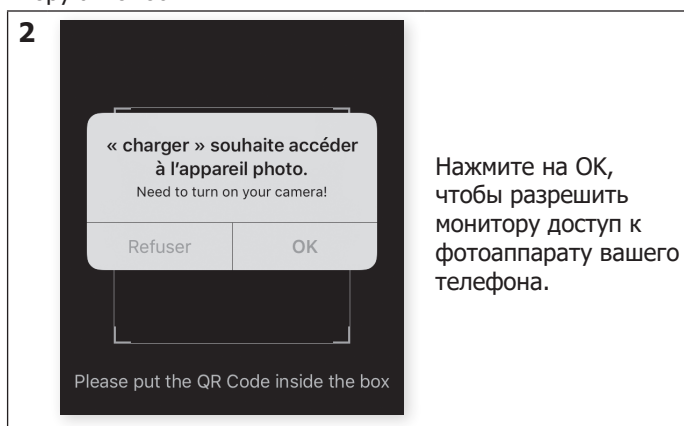 2
« charger » souhaite accéder
à l’appareil photo.
Need to turn on your camera!
Refuser
OK
Please put the QR Code inside the box
Нажмите на OK,
чтобы разрешить
монитору доступ к
фотоаппарату вашего
телефона.